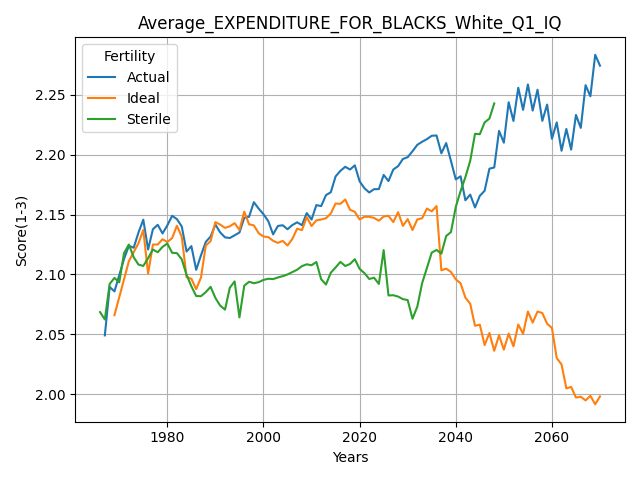 Average_EXPENDITURE_FOR_BLACKS_White_Q1_IQ
Fertility
Actual
Ideal
Sterile
Score(1-3)
2.25
2.20
2.15
2.10
2.05
2.00
1980 2000 2020 2040 2060
Years